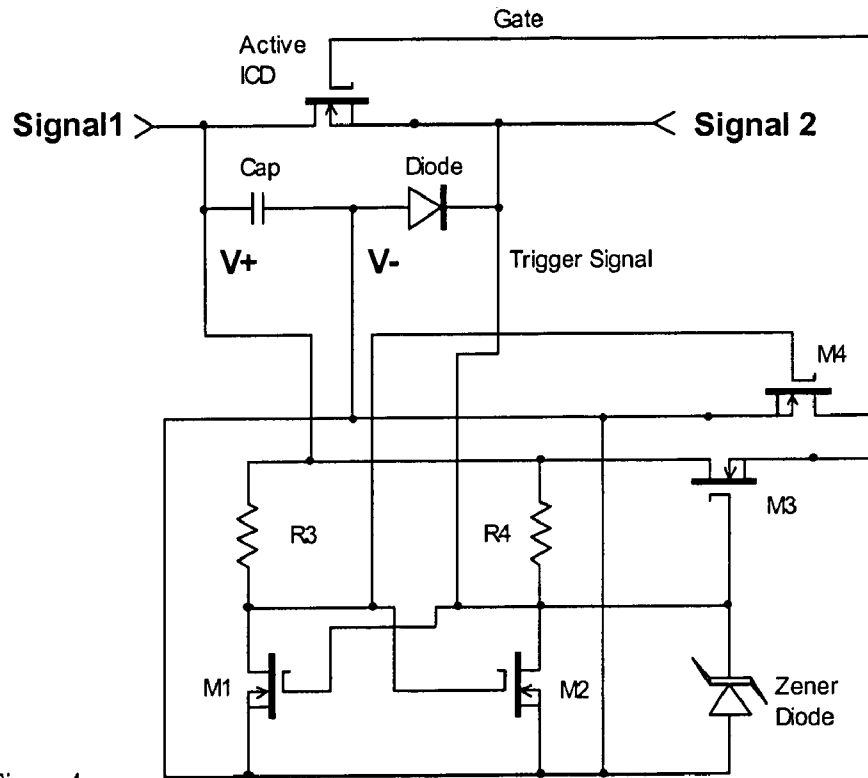 Gate
Active
ICD
Signal1
Signal 2
Cap
Diode
V+
V-
Trigger Signal
M4
M3
R3
R4
M1
M2
Zener
Diode